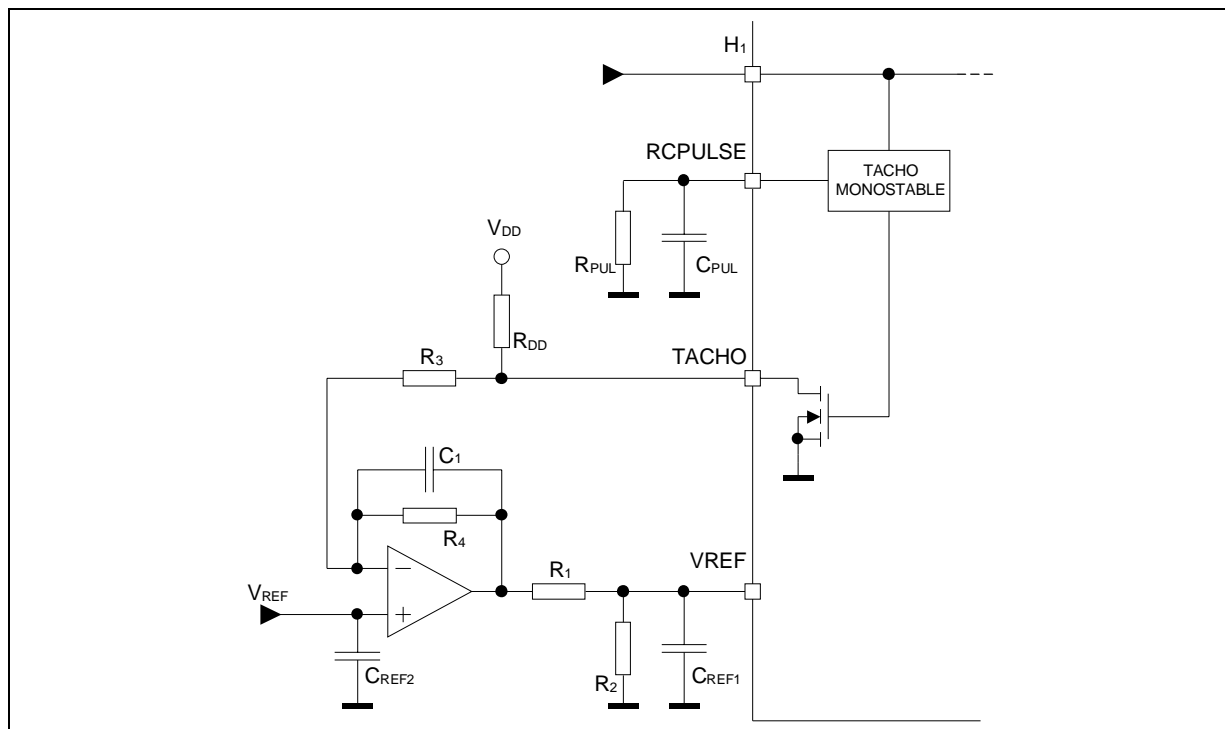 H1
RCPULSE
TACHO
MONOSTABLE
VDD
RPUL
CPUL
RDD
R3
TACHO
C1
R4
VREF
R1
VREF
−
+
CREF2
R2
CREF1